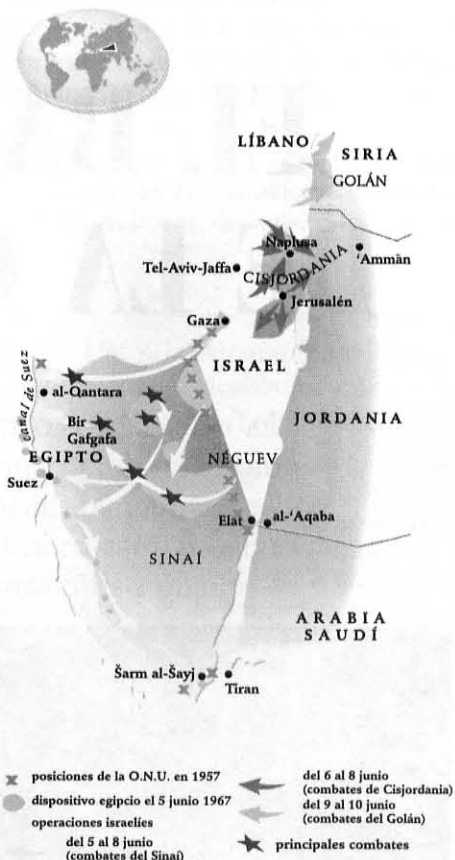 LÍBANO
SIRIA
GOLÁN
Naplusa
Tel-Aviv-Jaffa
CISJORDANIA
'Ammān
Jerusalén
Gaza
ISRAEL
canal de Suez
al-Qantara
Bir
Gafgafa
JORDANIA
EGIPTO
NÉGUEV
Suez
Elat
al-'Aqaba
SINAÍ
ARABIA
SAUDÍ
Šarm al-Šayj
Tiran
posiciones de la O.N.U. en 1957
dispositivo egipcio el 5 junio 1967
operaciones israelíes
del 5 al 8 junio
(combates del Sinaí)
del 6 al 8 junio
(combates de Cisjordania)
del 9 al 10 junio
(combates del Golán)
principales combates